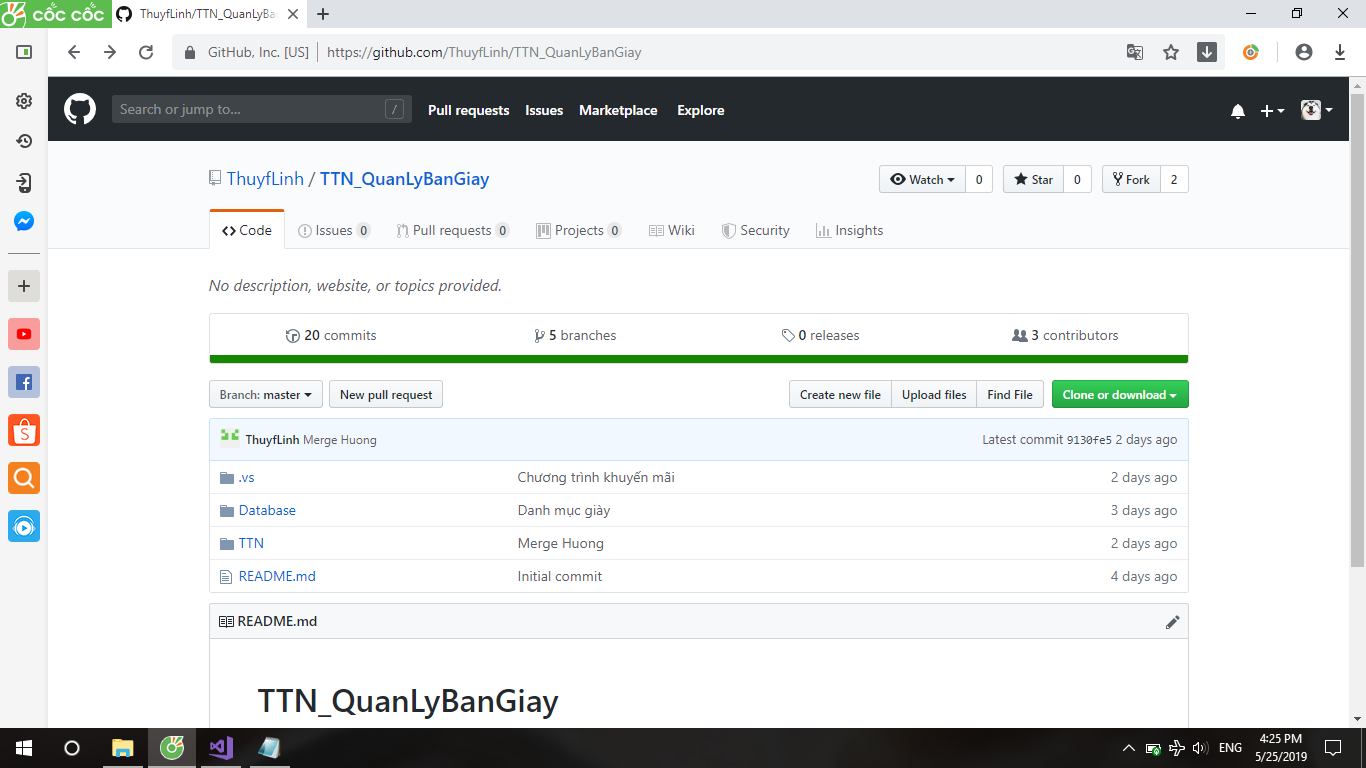 cốc cốc
ThuyfLinh/TTN_QuanLyBa
GitHub, Inc. [US] https://github.com/ThuyfLinh/TTN_QuanLyBanGiay
Search or jump to... / Pull requests Issues Marketplace Explore
ThuyfLinh / TTN_QuanLyBanGiay Watch 0 Star 0 Fork 2
Code Issues 0 Pull requests 0 Projects 0 Wiki Security Insights
No description, website, or topics provided.
20 commits 5 branches 0 releases 3 contributors
Branch: master New pull request Create new file Upload files Find File Clone or download
ThuyfLinh Merge Huong Latest commit 9130fe5 2 days ago
.vs Chương trình khuyến mãi 2 days ago
Database Danh mục giày 3 days ago
TTN Merge Huong 2 days ago
README.md Initial commit 4 days ago
README.md
TTN_QuanLyBanGiay
ENG 4:25 PM
5/25/2019